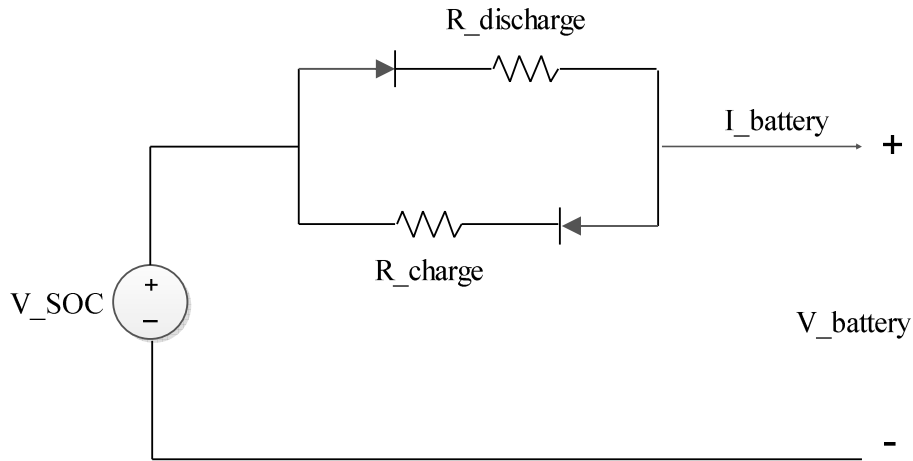 R_discharge
I_battery
+
R_charge
+
V_SOC
–
V_battery
-